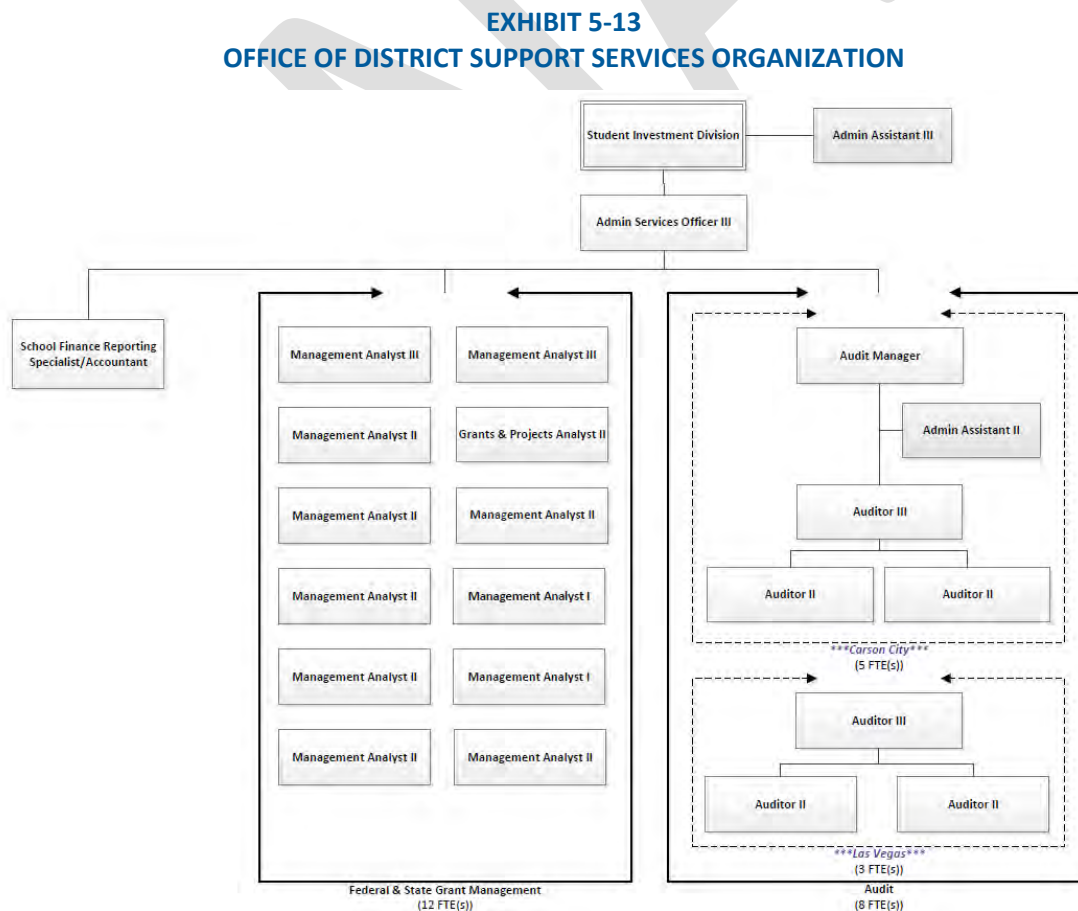 EXHIBIT 5-13
OFFICE OF DISTRICT SUPPORT SERVICES ORGANIZATION
Student Investment Division
Admin Assistant III
Admin Services Officer III
School Finance Reporting
Specialist/Accountant
Management Analyst III
Management Analyst III
Management Analyst II
Grants & Projects Analyst II
Management Analyst II
Management Analyst II
Management Analyst II
Management Analyst I
Management Analyst II
Management Analyst I
Management Analyst II
Management Analyst II
Federal & State Grant Management
(12 FTE(s))
Audit Manager
Admin Assistant II
Auditor III
Auditor II
Auditor II
***Carson City***
(5 FTE(s))
Auditor III
Auditor II
Auditor II
***Las Vegas***
(3 FTE(s))
Audit
(8 FTE(s))